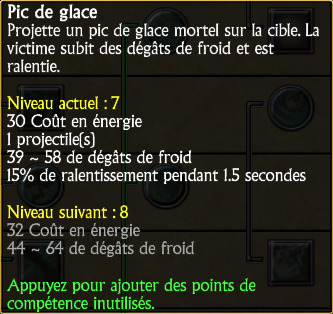 Pic de glace
Projette un pic de glace mortel sur la cible. La
victime subit des dégâts de froid et est
ralentie.
Niveau actuel : 7
30 Coût en énergie
1 projectile(s)
39 ~ 58 de dégâts de froid
15% de ralentissement pendant 1.5 secondes
Niveau suivant : 8
32 Coût en énergie
44 ~ 64 de dégâts de froid
Appuyez pour ajouter des points de
compétence inutilisés.